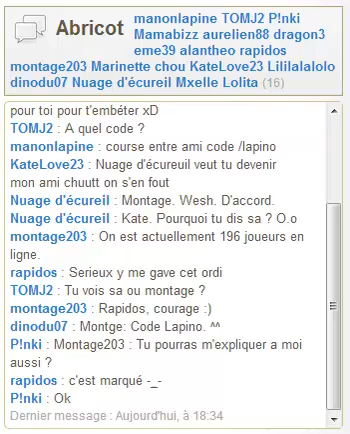 Abricot manonlapine TOMJ2 P!nki
Mamabizz aurelien88 dragon3
eme39 alantheo rapidos
montage203 Marinette chou KateLove23 Lililalalolo
dinodu07 Nuage d'écureil Mxelle Lolita (16)
pour toi pour t'embéter xD
TOMJ2 : A quel code ?
manonlapine : course entre ami code /lapino
KateLove23 : Nuage d'écureuil veut tu devenir
mon ami chuutt on s'en fout
Nuage d'écureil : Montage. Wesh. D'accord.
Nuage d'écureil : Kate. Pourquoi tu dis sa ? O.o
montage203 : On est actuellement 196 joueurs en
ligne.
rapidos : Serieux y me gave cet ordi
TOMJ2 : Tu vois sa ou montage ?
montage203 : Rapidos, courage :)
dinodu07 : Montge: Code Lapino. ^^
P!nki : Montage203 : Tu pourras m'expliquer a moi
aussi ?
rapidos : c'est marqué -_-
P!nki : Ok
Dernier message : Aujourd'hui, à 18:34